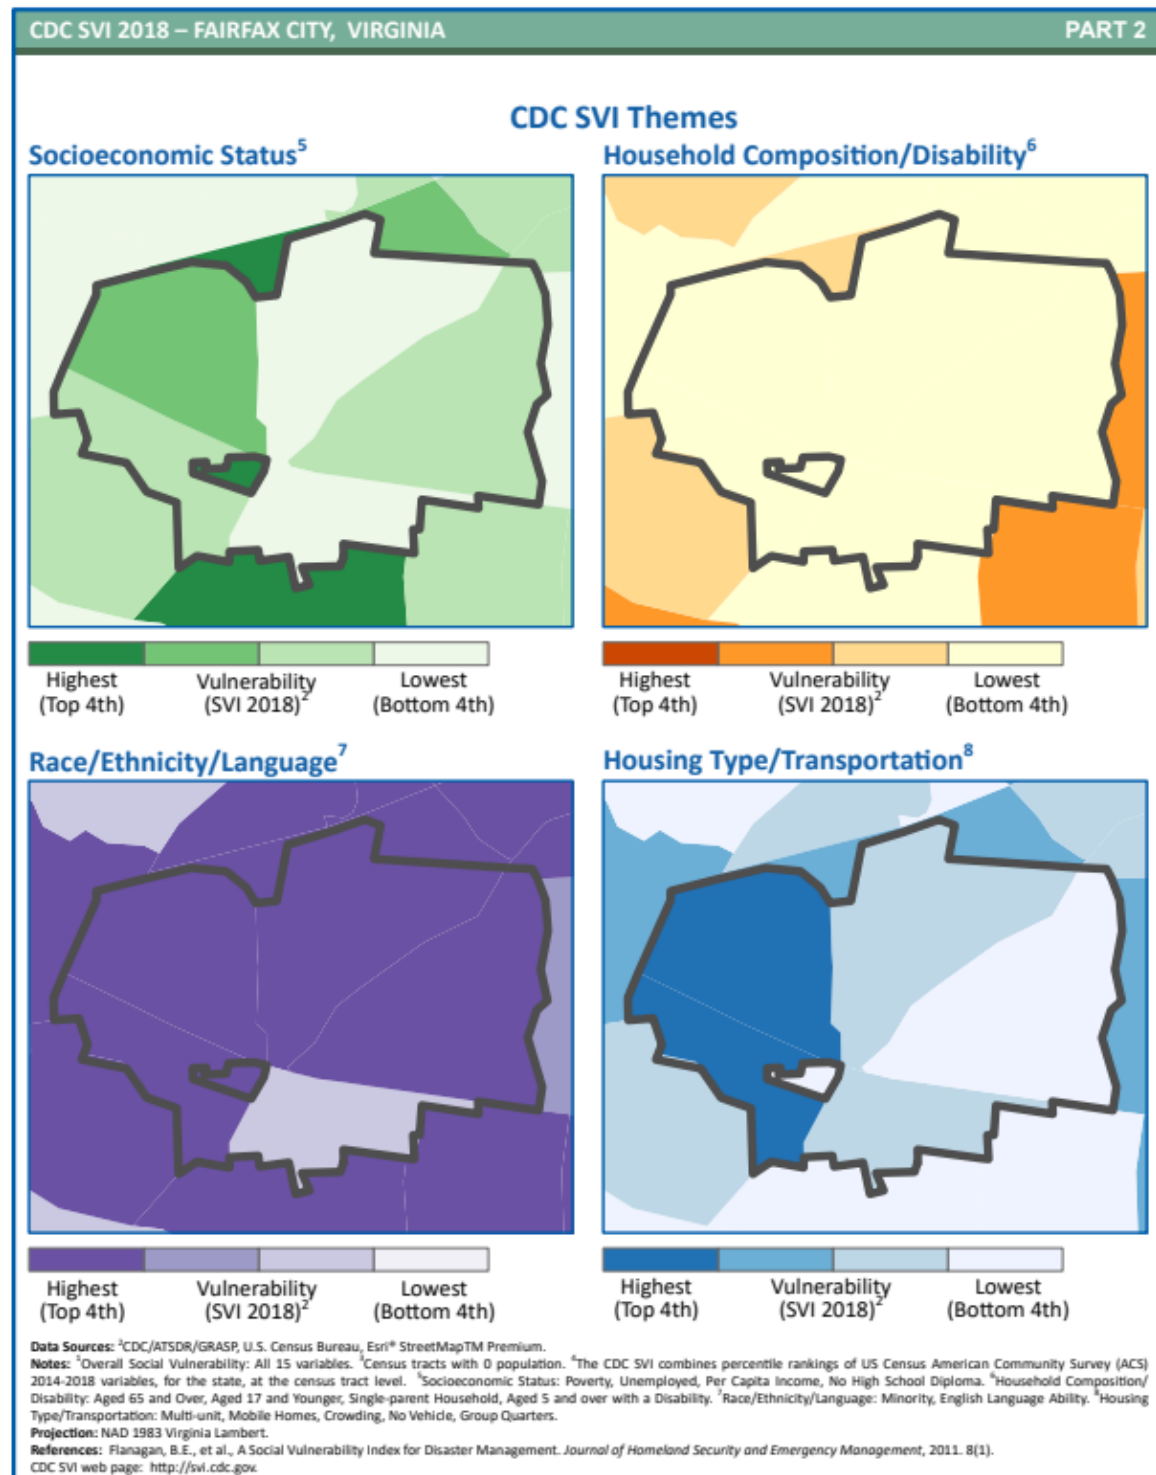 CDC SVI 2018 – FAIRFAX CITY, VIRGINIA PART 2
CDC SVI Themes
Socioeconomic Status5 Household Composition/Disability6
Highest (Top 4th) Vulnerability (SVI 2018)2 Lowest (Bottom 4th)
Highest (Top 4th) Vulnerability (SVI 2018)2 Lowest (Bottom 4th)
Race/Ethnicity/Language7 Housing Type/Transportation8
Highest (Top 4th) Vulnerability (SVI 2018)2 Lowest (Bottom 4th)
Highest (Top 4th) Vulnerability (SVI 2018)2 Lowest (Bottom 4th)
Data Sources: 2CDC/ATSDR/GRASP, U.S. Census Bureau, Esri® StreetMapTM Premium.
Notes: 1Overall Social Vulnerability: All 15 variables. 3Census tracts with 0 population. 4The CDC SVI combines percentile rankings of US Census American Community Survey (ACS)
2014-2018 variables, for the state, at the census tract level. 5Socioeconomic Status: Poverty, Unemployed, Per Capita Income, No High School Diploma. 6Household Composition/
Disability: Aged 65 and Over, Aged 17 and Younger, Single-parent Household, Aged 5 and over with a Disability. 7Race/Ethnicity/Language: Minority, English Language Ability. 8Housing
Type/Transportation: Multi-unit, Mobile Homes, Crowding, No Vehicle, Group Quarters.
Projection: NAD 1983 Virginia Lambert.
References: Flanagan, B.E., et al., A Social Vulnerability Index for Disaster Management. Journal of Homeland Security and Emergency Management, 2011. 8(1).
CDC SVI web page: http://svi.cdc.gov.